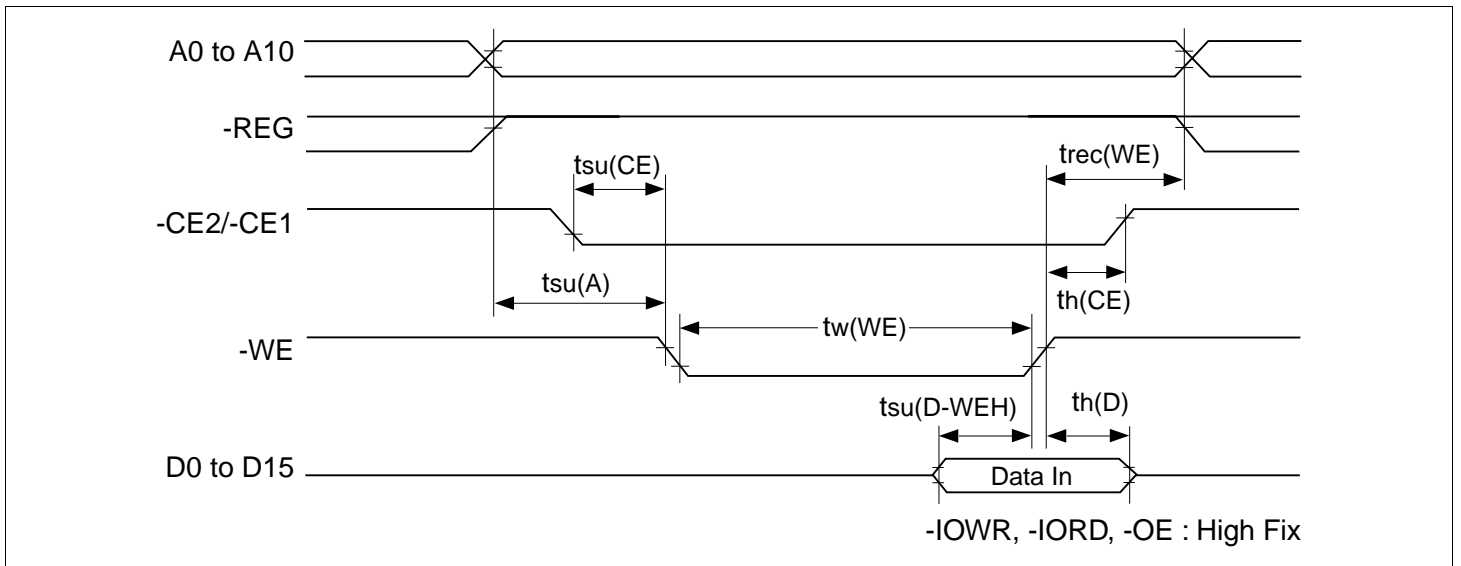 A0 to A10
-REG
tsu(CE)
trec(WE)
-CE2/-CE1
tsu(A)
th(CE)
tw(WE)
-WE
tsu(D-WEH)
th(D)
D0 to D15
Data In
-IOWR, -IORD, -OE : High Fix